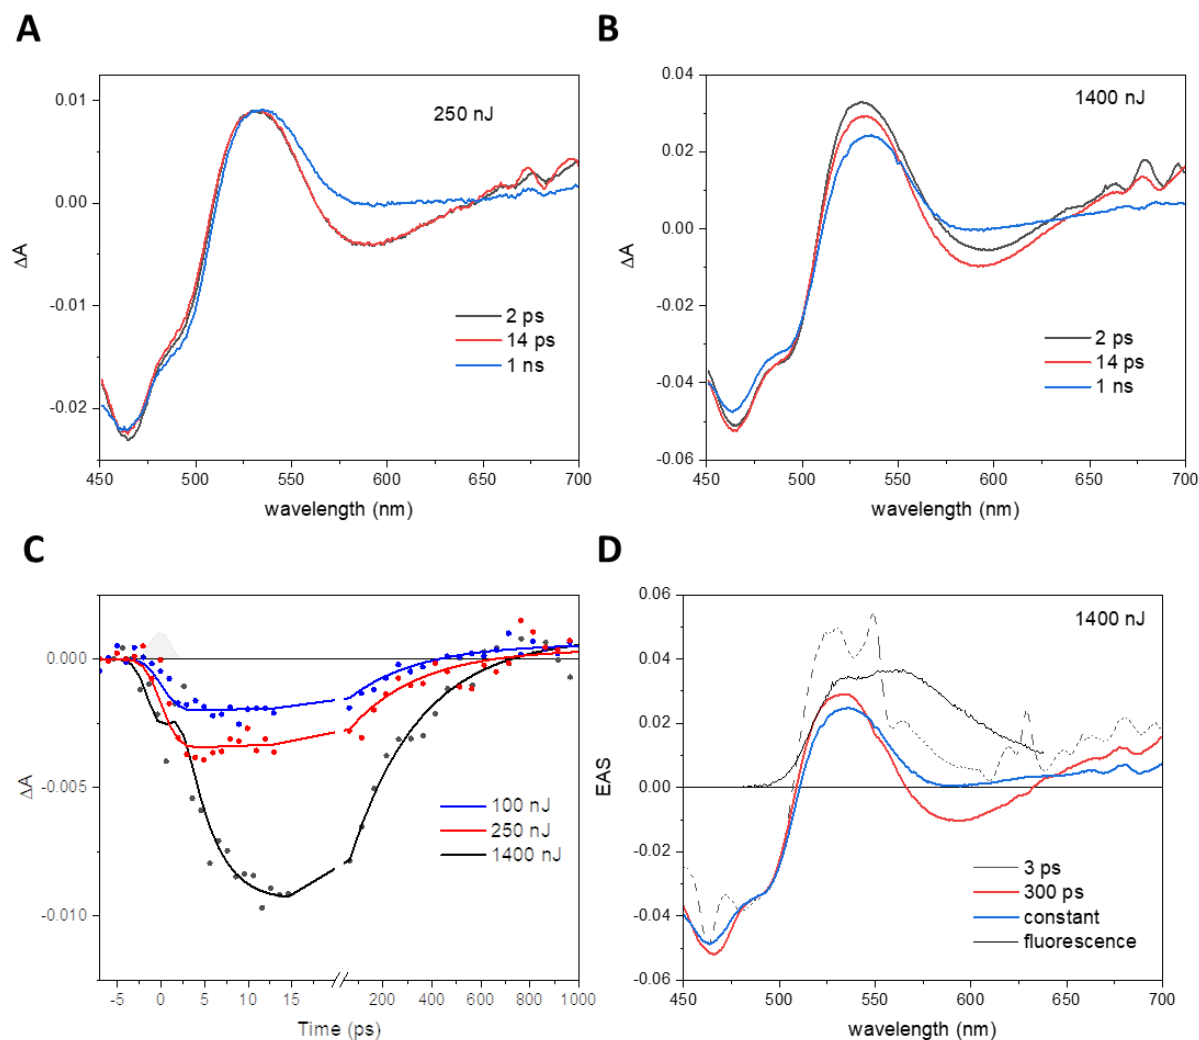 A
250 nJ
0.01
0.00
-0.01
-0.02
ΔA
2 ps
14 ps
1 ns
450 500 550 600 650 700
wavelength (nm)
B
1400 nJ
0.04
0.02
0.00
-0.02
-0.04
-0.06
ΔA
2 ps
14 ps
1 ns
450 500 550 600 650 700
wavelength (nm)
C
0.000
-0.005
-0.010
ΔA
100 nJ
250 nJ
1400 nJ
-5 0 5 10 15 200 400 600 800 1000
Time (ps)
D
1400 nJ
0.06
0.04
0.02
0.00
-0.02
-0.04
-0.06
EAS
3 ps
300 ps
constant
fluorescence
450 500 550 600 650 700
wavelength (nm)